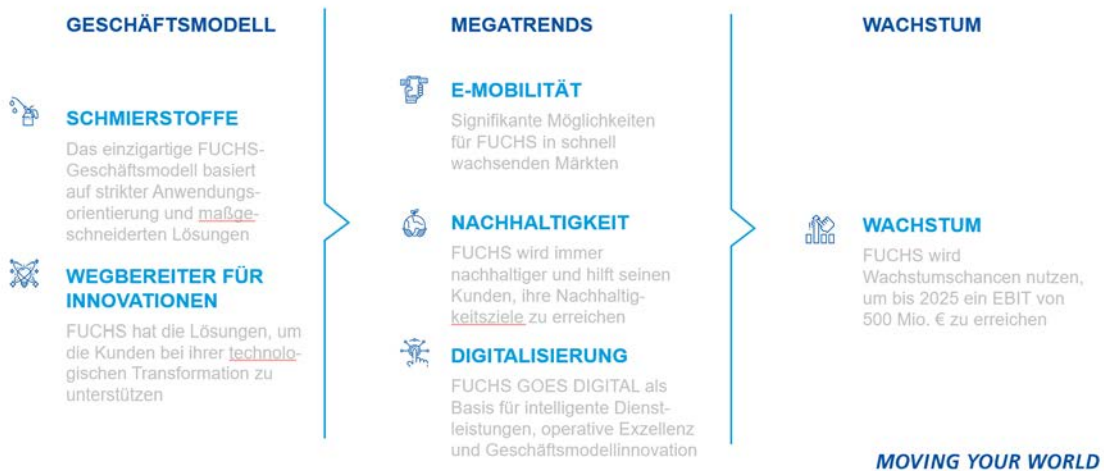 GESCHÄFTSMODELL
SCHMIERSTOFFE
Das einzigartige FUCHS-
Geschäftsmodell basiert
auf strikter Anwendungs-
orientierung und maßge-
schneiderten Lösungen
WEGBEREITER FÜR
INNOVATIONEN
FUCHS hat die Lösungen, um
die Kunden bei ihrer technolo-
gischen Transformation zu
unterstützen
MEGATRENDS
E-MOBILITÄT
Signifikante Möglichkeiten
für FUCHS in schnell
wachsenden Märkten
NACHHALTIGKEIT
FUCHS wird immer
nachhaltiger und hilft seinen
Kunden, ihre Nachhaltig-
keitsziele zu erreichen
DIGITALISIERUNG
FUCHS GOES DIGITAL als
Basis für intelligente Dienst-
leistungen, operative Exzellenz
und Geschäftsmodellinnovation
WACHSTUM
WACHSTUM
FUCHS wird
Wachstumschancen nutzen,
um bis 2025 ein EBIT von
500 Mio. € zu erreichen
MOVING YOUR WORLD